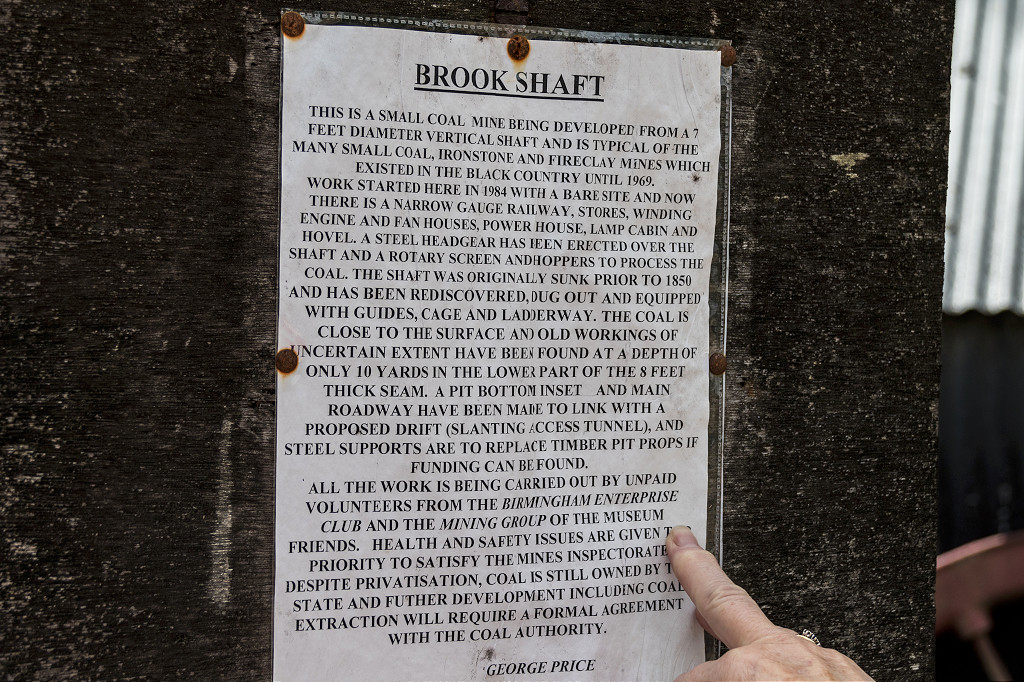 BROOK SHAFT
THIS IS A SMALL COAL MINE BEING DEVELOPED FROM A 7
FEET DIAMETER VERTICAL SHAFT AND IS TYPICAL OF THE
MANY SMALL COAL, IRONSTONE AND FIRECLAY MINES WHICH
EXISTED IN THE BLACK COUNTRY UNTIL 1969.
WORK STARTED HERE IN 1984 WITH A BARE SITE AND NOW
THERE IS A NARROW GAUGE RAILWAY, STORES, WINDING
ENGINE AND FAN HOUSES, POWER HOUSE, LAMP CABIN AND
HOVEL. A STEEL HEADGEAR HAS BEEN ERECTED OVER THE
SHAFT AND A ROTARY SCREEN AND HOPPERS TO PROCESS THE
COAL. THE SHAFT WAS ORIGINALLY SUNK PRIOR TO 1850
AND HAS BEEN REDISCOVERED, DUG OUT AND EQUIPPED
WITH GUIDES, CAGE AND LADDERWAY. THE COAL IS
CLOSE TO THE SURFACE AND OLD WORKINGS OF
UNCERTAIN EXTENT HAVE BEEN FOUND AT A DEPTH OF
ONLY 10 YARDS IN THE LOWER PART OF THE 8 FEET
THICK SEAM. A PIT BOTTOM INSET AND MAIN
ROADWAY HAVE BEEN MADE TO LINK WITH A
PROPOSED DRIFT (SLANTING ACCESS TUNNEL), AND
STEEL SUPPORTS ARE TO REPLACE TIMBER PIT PROPS IF
FUNDING CAN BE FOUND.
ALL THE WORK IS BEING CARRIED OUT BY UNPAID
VOLUNTEERS FROM THE BIRMINGHAM ENTERPRISE
CLUB AND THE MINING GROUP OF THE MUSEUM
FRIENDS. HEALTH AND SAFETY ISSUES ARE GIVEN
PRIORITY TO SATISFY THE MINES INSPECTORATE
DESPITE PRIVATISATION, COAL IS STILL OWNED BY
STATE AND FUTHER DEVELOPMENT INCLUDING COAL
EXTRACTION WILL REQUIRE A FORMAL AGREEMENT
WITH THE COAL AUTHORITY.
GEORGE PRICE